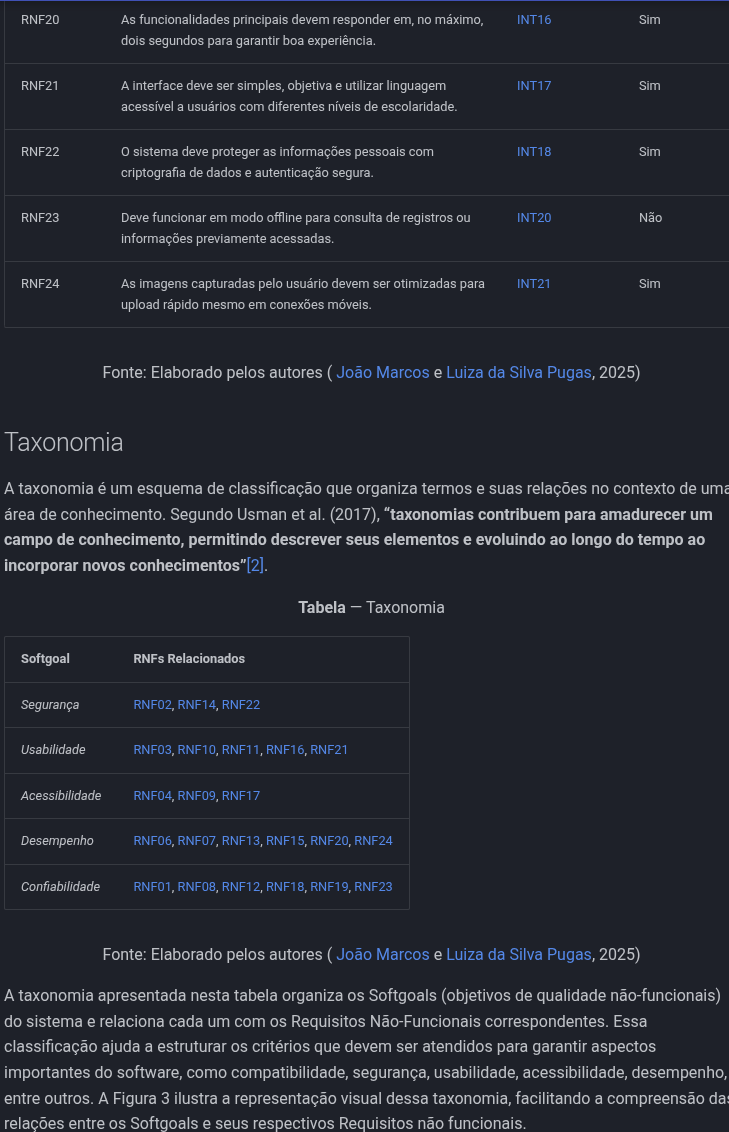 RNF20 As funcionalidades principais devem responder em, no máximo, INT16 Sim
dois segundos para garantir boa experiência.
RNF21 A interface deve ser simples, objetiva e utilizar linguagem INT17 Sim
acessível a usuários com diferentes níveis de escolaridade.
RNF22 O sistema deve proteger as informações pessoais com INT18 Sim
criptografia de dados e autenticação segura.
RNF23 Deve funcionar em modo offline para consulta de registros ou INT20 Não
informações previamente acessadas.
RNF24 As imagens capturadas pelo usuário devem ser otimizadas para INT21 Sim
upload rápido mesmo em conexões móveis.
Fonte: Elaborado pelos autores ( João Marcos e Luiza da Silva Pugas, 2025)
Taxonomia
A taxonomia é um esquema de classificação que organiza termos e suas relações no contexto de uma
área de conhecimento. Segundo Usman et al. (2017), “taxonomias contribuem para amadurecer um
campo de conhecimento, permitindo descrever seus elementos e evoluindo ao longo do tempo ao
incorporar novos conhecimentos”[2].
Tabela — Taxonomia
Softgoal RNFs Relacionados
Segurança RNF02, RNF14, RNF22
Usabilidade RNF03, RNF10, RNF11, RNF16, RNF21
Acessibilidade RNF04, RNF09, RNF17
Desempenho RNF06, RNF07, RNF13, RNF15, RNF20, RNF24
Confiabilidade RNF01, RNF08, RNF12, RNF18, RNF19, RNF23
Fonte: Elaborado pelos autores ( João Marcos e Luiza da Silva Pugas, 2025)
A taxonomia apresentada nesta tabela organiza os Softgoals (objetivos de qualidade não-funcionais)
do sistema e relaciona cada um com os Requisitos Não-Funcionais correspondentes. Essa
classificação ajuda a estruturar os critérios que devem ser atendidos para garantir aspectos
importantes do software, como compatibilidade, segurança, usabilidade, acessibilidade, desempenho,
entre outros. A Figura 3 ilustra a representação visual dessa taxonomia, facilitando a compreensão das
relações entre os Softgoals e seus respectivos Requisitos não funcionais.